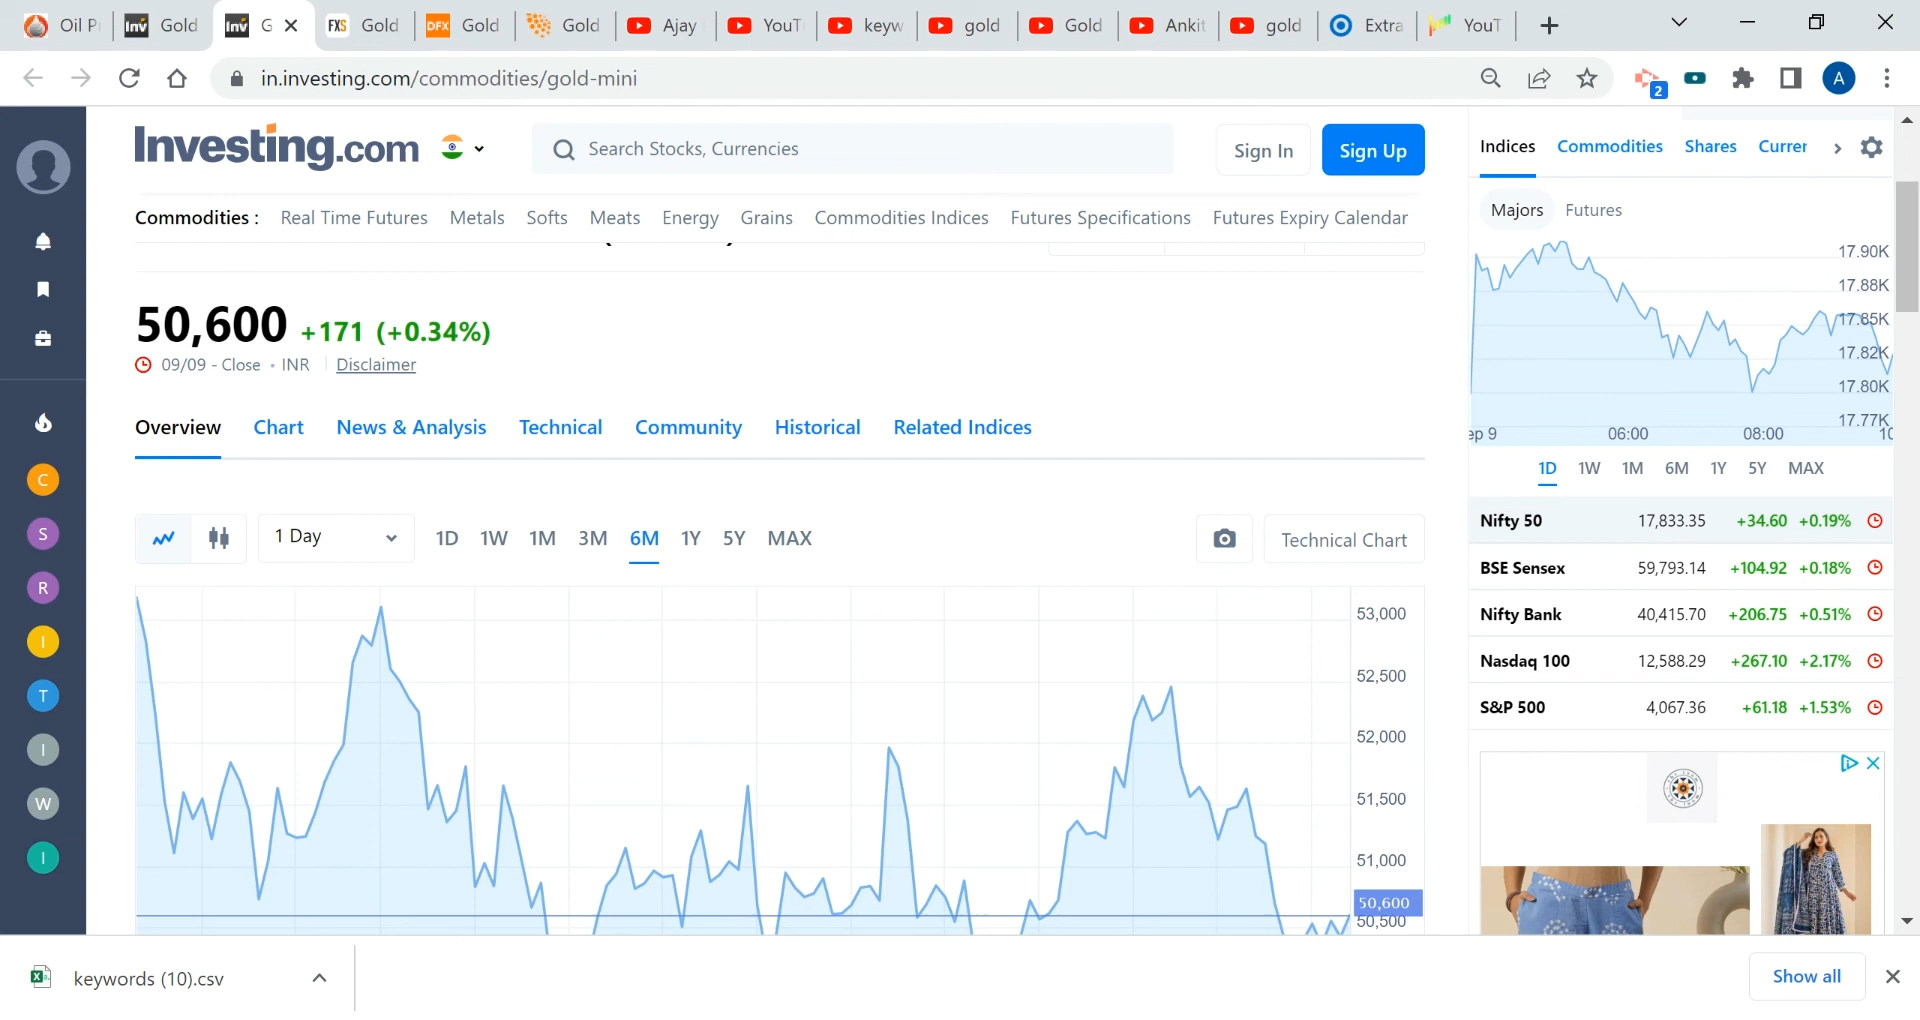 Oil P
Gold
G
Gold
Gold
Gold
Ajay
YouT
keyw
gold
Gold
Ankit
gold
Extra
YouT
in.investing.com/commodities/gold-mini
2
A
Investing.com
Search Stocks, Currencies
Sign In
Sign Up
Commodities : Real Time Futures Metals Softs Meats Energy Grains Commodities Indices Futures Specifications Futures Expiry Calendar
50,600 +171 (+0.34%)
09/09 - Close • INR Disclaimer
Overview Chart News & Analysis Technical Community Historical Related Indices
1 Day 1D 1W 1M 3M 6M 1Y 5Y MAX Technical Chart
53,000
52,500
52,000
51,500
51,000
50,600
50,500
C
S
R
I
T
I
W
I
Indices Commodities Shares Currer
Majors Futures
17.90K
17.88K
17.85K
17.82K
17.80K
17.77K
ep 9 06:00 08:00 10
1D 1W 1M 6M 1Y 5Y MAX
Nifty 50 17,833.35 +34.60 +0.19%
BSE Sensex 59,793.14 +104.92 +0.18%
Nifty Bank 40,415.70 +206.75 +0.51%
Nasdaq 100 12,588.29 +267.10 +2.17%
S&P 500 4,067.36 +61.18 +1.53%
keywords (10).csv
Show all